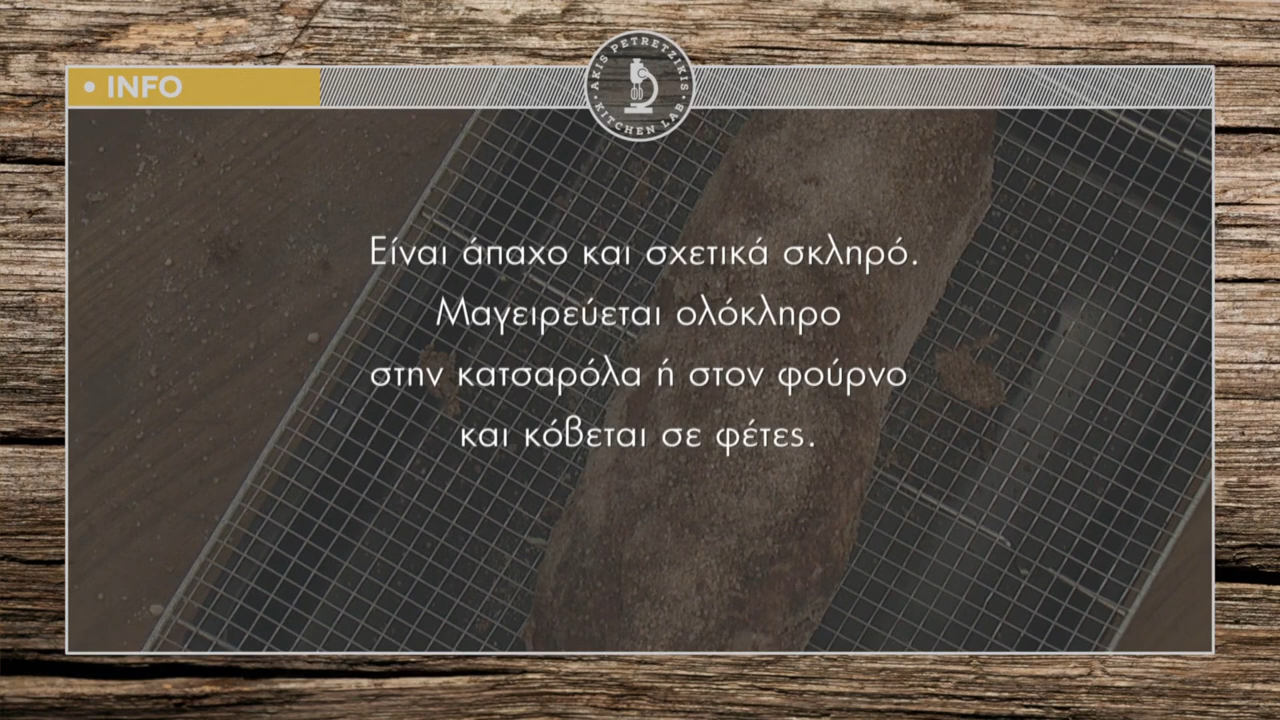 • INFO
AKIS PETRETZIKIS
• KITCHEN LAB •
Είναι άπαχο και σχετικά σκληρό.
Μαγειρεύεται ολόκληρο
στην κατσαρόλα ή στον φούρνο
και κόβεται σε φέτες.